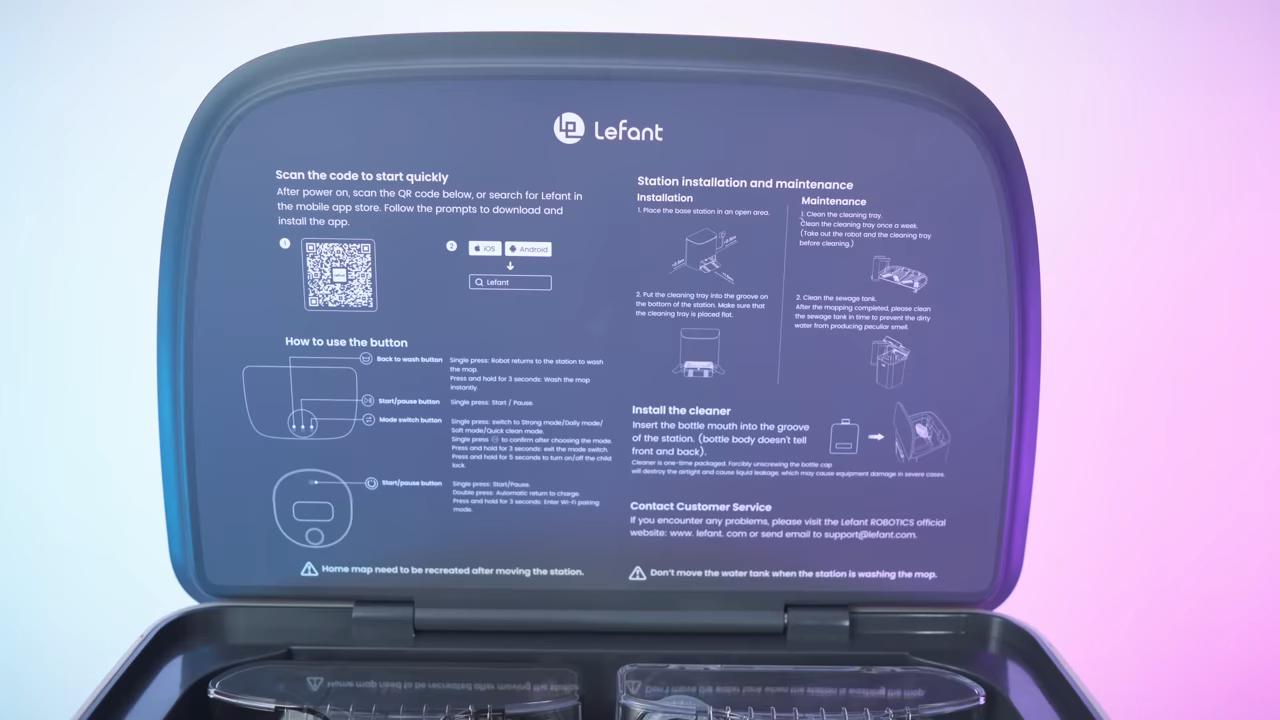 Lefant
Scan the code to start quickly
After power on, scan the QR code below, or search for Lefant in
the mobile app store. Follow the prompts to download and
install the app.
1
2
iOS
Android
Lefant
How to use the button
Back to wash button
Single press: Robot returns to the station to wash
the mop.
Press and hold for 3 seconds: Wash the mop
instantly.
Start/pause button
Single press: Start / Pause.
Mode switch button
Single press: switch to Strong mode/Daily mode/
Soft mode/Quick clean mode.
Single press to confirm after choosing the mode.
Press and hold for 3 seconds: exit the mode switch.
Press and hold for 5 seconds to turn on/off the child
lock.
Start/pause button
Single press: Start/Pause.
Double press: Automatic return to charge.
Press and hold for 3 seconds: Enter Wi-Fi pairing
mode.
Home map need to be recreated after moving the station.
Station installation and maintenance
Installation
1. Place the base station in an open area.
2. Put the cleaning tray into the groove on
the bottom of the station. Make sure that
the cleaning tray is placed flat.
Maintenance
1. Clean the cleaning tray.
Clean the cleaning tray once a week.
(Take out the robot and the cleaning tray
before cleaning.)
2. Clean the sewage tank.
After the mopping completed, please clean
the sewage tank in time to prevent the dirty
water from producing peculiar smell.
Install the cleaner
Insert the bottle mouth into the groove
of the station. (bottle body doesn't tell
front and back).
Cleaner is one-time packaged. Forcibly unscrewing the bottle cap
will destroy the airtight and cause liquid leakage, which may cause equipment damage in severe cases.
Contact Customer Service
If you encounter any problems, please visit the Lefant ROBOTICS official
website: www. lefant. com or send email to support@lefant.com.
Don't move the water tank when the station is washing the mop.